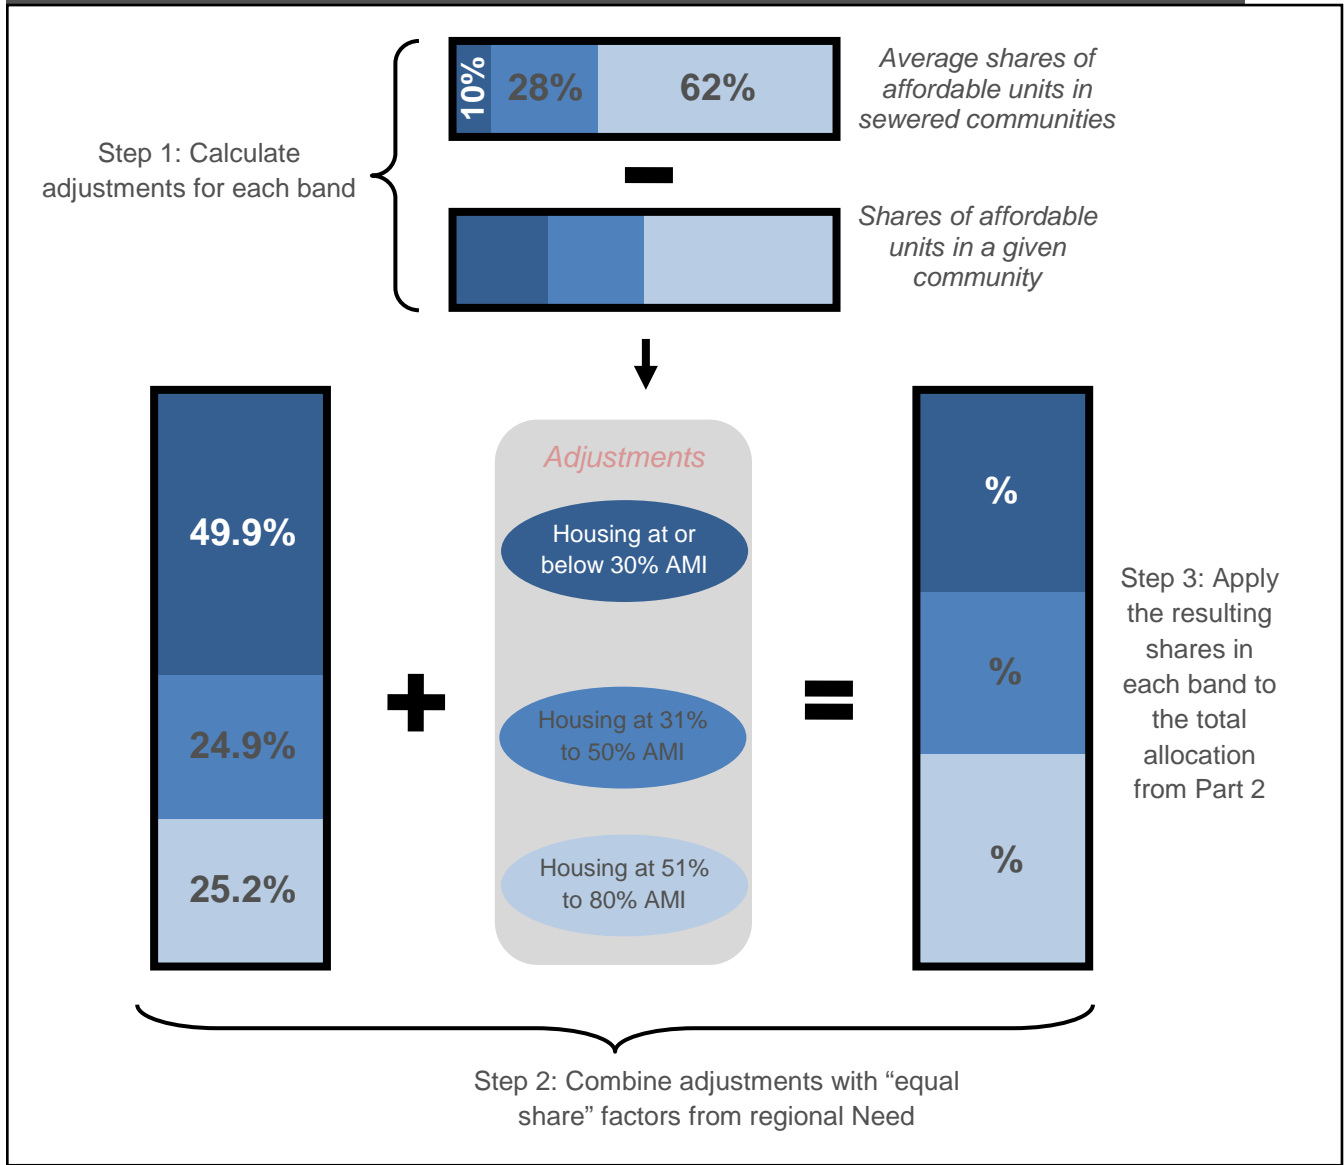 10%
28%
62%
Average shares of
affordable units in
sewered communities
Step 1: Calculate
adjustments for each band
Shares of affordable
units in a given
community
49.9%
24.9%
25.2%
Adjustments
Housing at or
below 30% AMI
Housing at 31%
to 50% AMI
Housing at 51%
to 80% AMI
%
%
%
Step 3: Apply
the resulting
shares in
each band to
the total
allocation
from Part 2
Step 2: Combine adjustments with “equal
share” factors from regional Need